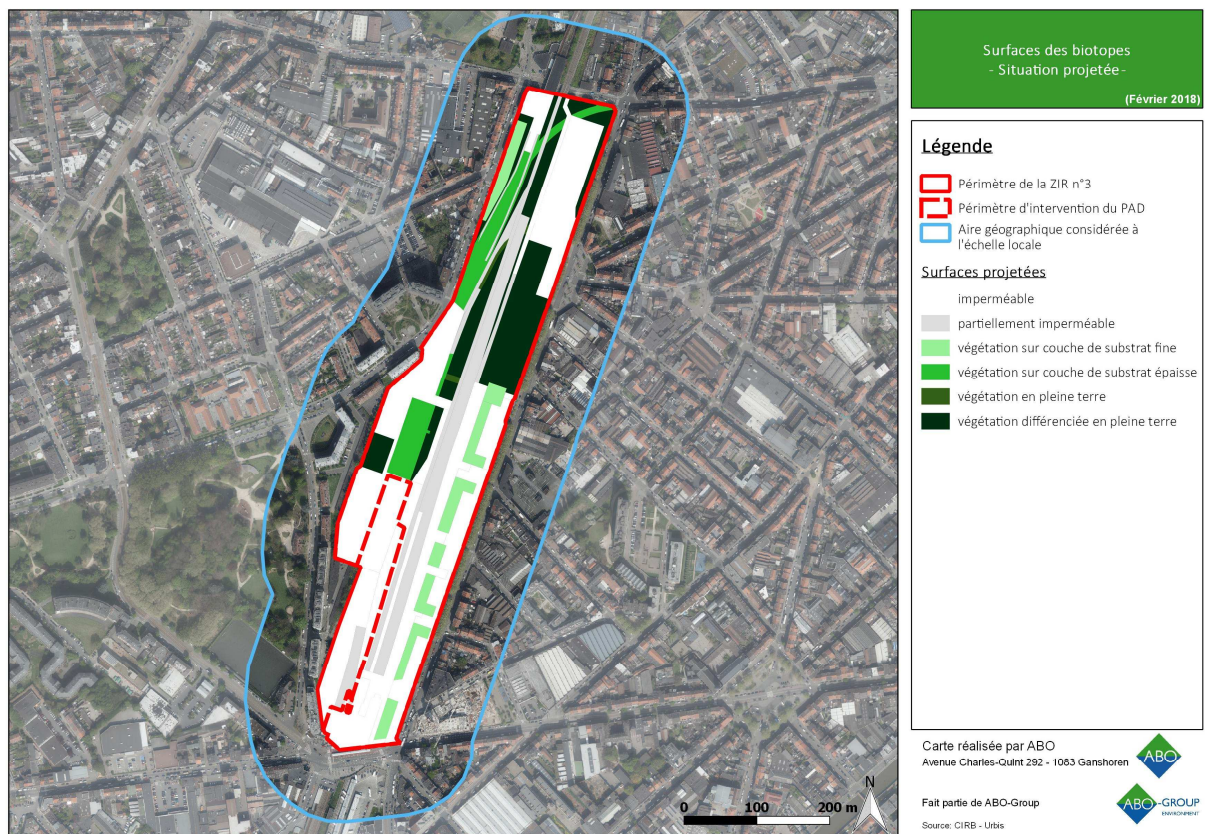 Surfaces des biotopes
- Situation projetée-
(Février 2018)
Légende
Périmètre de la ZIR n°3
Périmètre d'intervention du PAD
Aire géographique considérée à
l'échelle locale
Surfaces projetées
imperméable
partiellement imperméable
végétation sur couche de substrat fine
végétation sur couche de substrat épaisse
végétation en pleine terre
végétation différenciée en pleine terre
Carte réalisée par ABO
Avenue Charles-Quint 292 - 1083 Ganshoren
ABO
Fait partie de ABO-Group
ABO-GROUP
ENVIRONMENT
Source: CIRB - Urbis
N
0 100 200 m